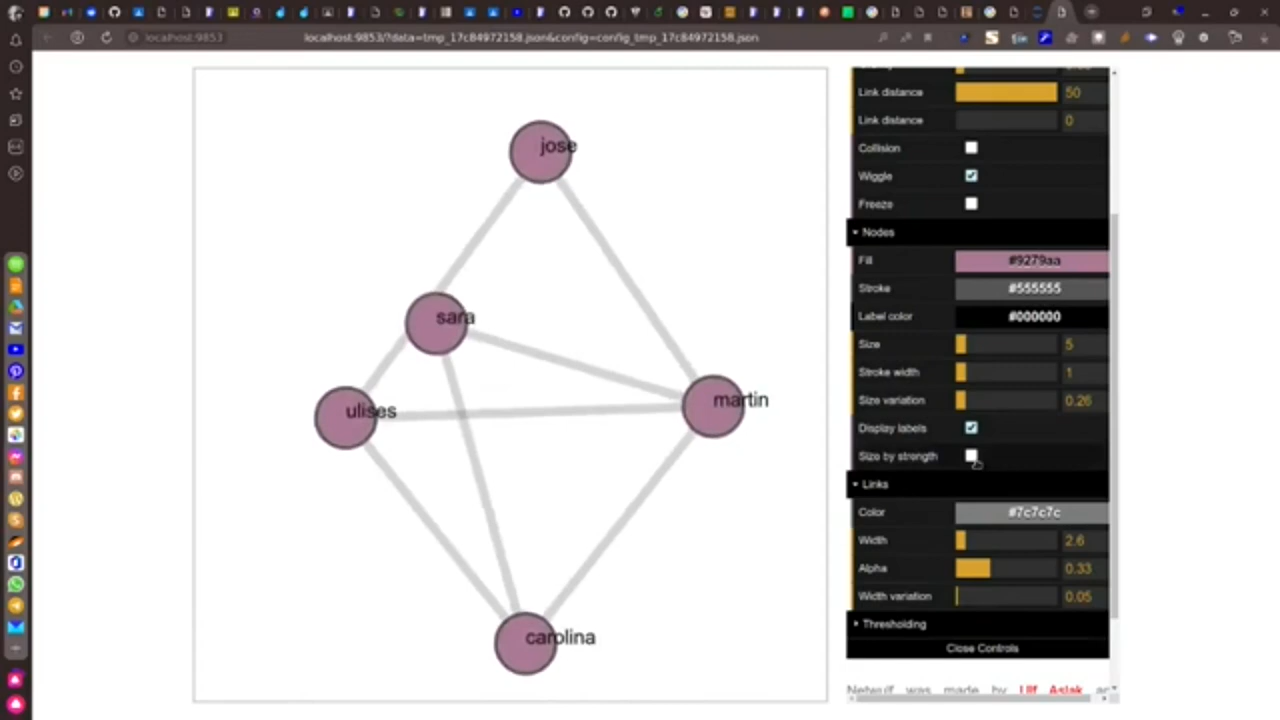 localhost:9853
localhost:9853/?data=tmp_17c84972158.json&config=config_tmp_17c84972158.json
jose
sara
ulises
martin
carolina
Link distance 50
Link distance 0
Collision
Wiggle
Freeze
Nodes
Fill #9279aa
Stroke #555555
Label color #000000
Size 5
Stroke width 1
Size variation 0.26
Display labels
Size by strength
Links
Color #7c7c7c
Width 2.6
Alpha 0.33
Width variation 0.05
Thresholding
Close Controls
Netwulf was made by Ulf Aslak